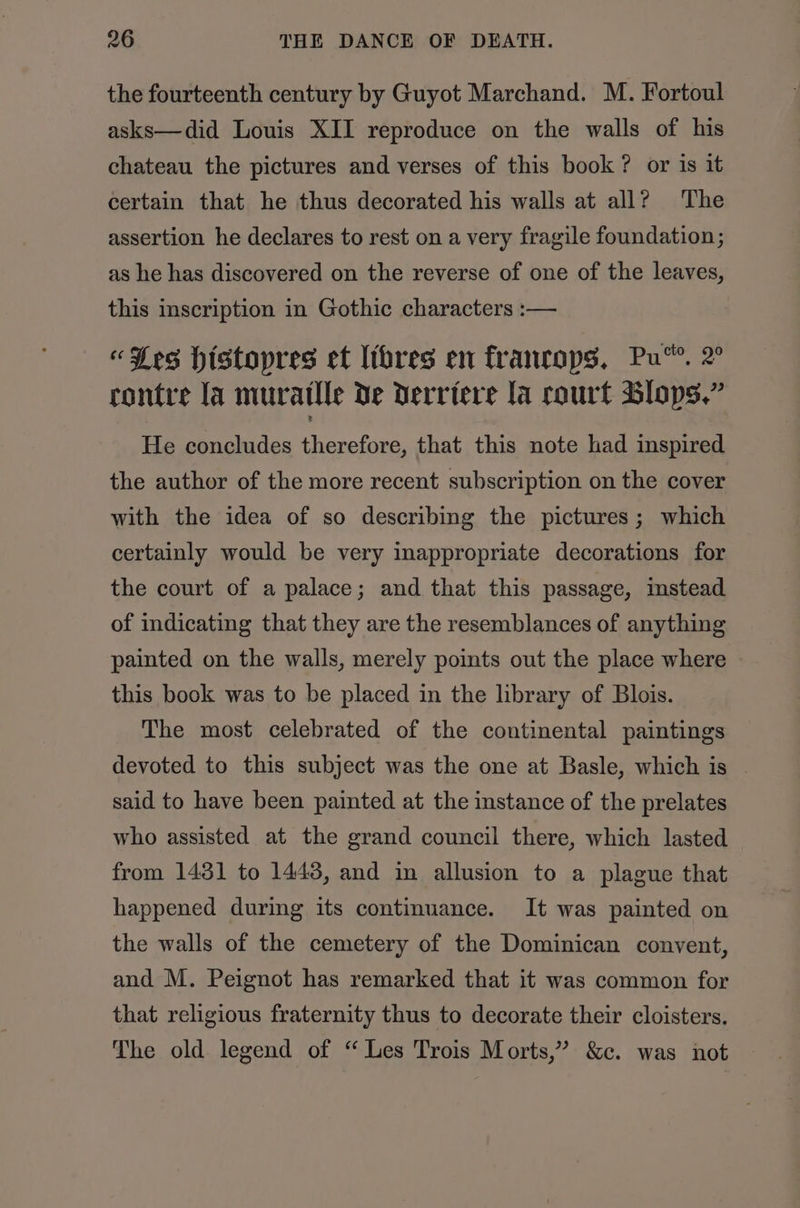 26 THE DANCE OF DEATH.
the fourteenth century by Guyot Marchand. M. Fortoul
asks—did Louis XII reproduce on the walls of his
chateau the pictures and verses of this book? or is it
certain that he thus decorated his walls at all? The
assertion he declares to rest on a very fragile foundation;
as he has discovered on the reverse of one of the leaves,
this inscription in Gothic characters :—
“Les histoyres et libres en francoys. Puᶜᵗᵒ. 2°
contre la muraille de derriere la court Bloys.”
He concludes therefore, that this note had inspired
the author of the more recent subscription on the cover
with the idea of so describing the pictures; which
certainly would be very inappropriate decorations for
the court of a palace; and that this passage, instead
of indicating that they are the resemblances of anything
painted on the walls, merely points out the place where
this book was to be placed in the library of Blois.
The most celebrated of the continental paintings
devoted to this subject was the one at Basle, which is
said to have been painted at the instance of the prelates
who assisted at the grand council there, which lasted
from 1431 to 1443, and in allusion to a plague that
happened during its continuance. It was painted on
the walls of the cemetery of the Dominican convent,
and M. Peignot has remarked that it was common for
that religious fraternity thus to decorate their cloisters.
The old legend of “Les Trois Morts,” &c. was not